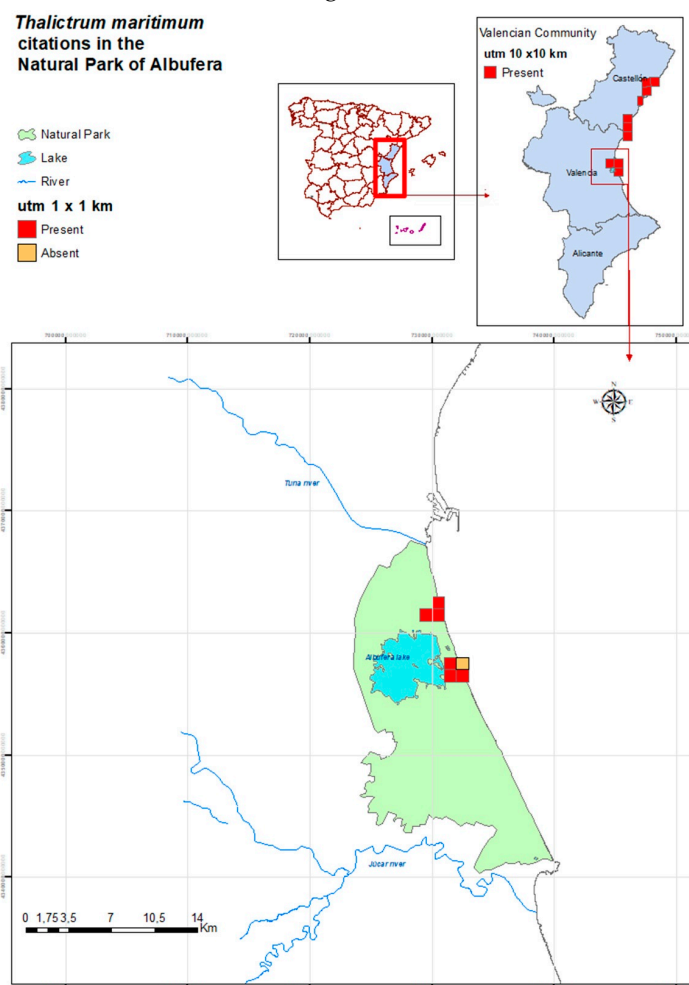 Thalictrum maritimum
citations in the
Natural Park of Albufera
Natural Park
Lake
River
utm 1 x 1 km
Present
Absent
Valencian Community
utm 10 x10 km
Present
Castellón
Valencia
Alicante
N
W E
S
Turia river
Albufera lake
Júcar river
0 1,75 3,5 7 10,5 14
Km